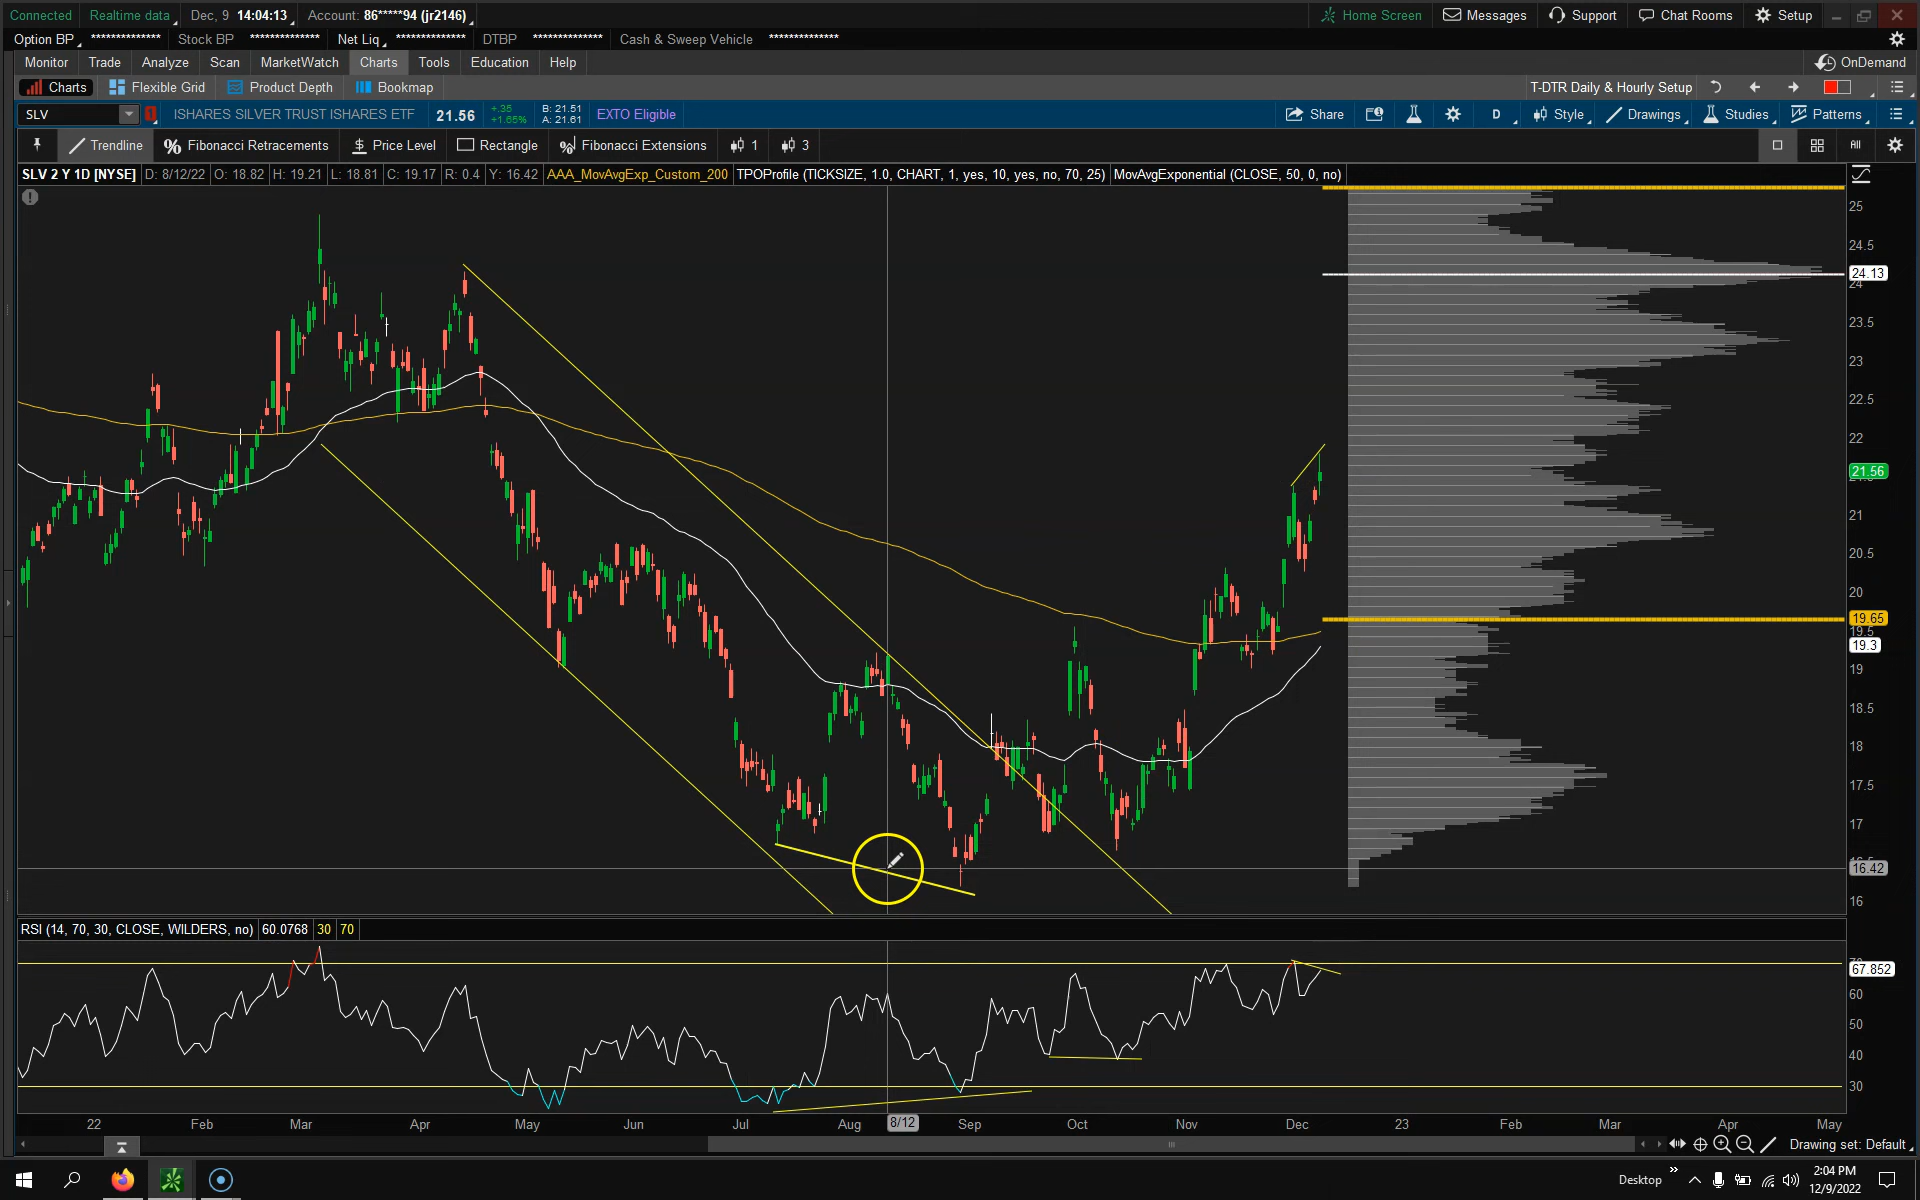 Connected Realtime data Dec, 9 14:04:13 Account: 86*****94 (jr2146) Home Screen Messages Support Chat Rooms Setup
Option BP ************** Stock BP ************** Net Liq ************** DTBP ************** Cash & Sweep Vehicle **************
Monitor Trade Analyze Scan MarketWatch Charts Tools Education Help OnDemand
Charts Flexible Grid Product Depth Bookmap T-DTR Daily & Hourly Setup
SLV ISHARES SILVER TRUST ISHARES ETF 21.56 +.35 +1.65% B: 21.51 A: 21.61 EXTO Eligible Share D Style Drawings Studies Patterns
Trendline Fibonacci Retracements Price Level Rectangle Fibonacci Extensions 1 3 All
SLV 2 Y 1D [NYSE] D: 8/12/22 O: 18.82 H: 19.21 L: 18.81 C: 19.17 R: 0.4 Y: 16.42 AAA_MovAvgExp_Custom_200 TPOProfile (TICKSIZE, 1.0, CHART, 1, yes, 10, yes, no, 70, 25) MovAvgExponential (CLOSE, 50, 0, no)
25
24.5
24.13
24
23.5
23
22.5
22
21.56
21
20.5
20
19.65
19.5
19.3
19
18.5
18
17.5
17
16.42
16
RSI (14, 70, 30, CLOSE, WILDERS, no) 60.0768 30 70
67.852
60
50
40
30
22 Feb Mar Apr May Jun Jul Aug 8/12 Sep Oct Nov Dec 23 Feb Mar Apr May
Drawing set: Default
Desktop 2:04 PM
12/9/2022